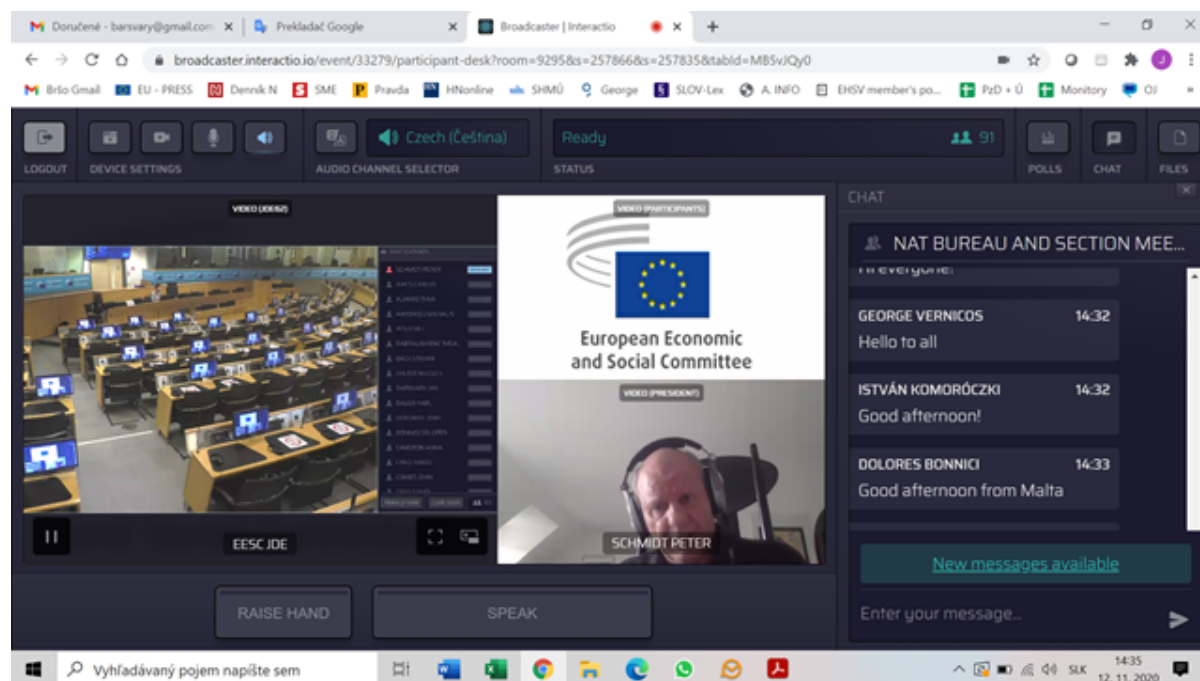 Doručené - barsvary@gmail.com
Prekladač Google
Broadcaster | Interactio
broadcaster.interactio.io/event/33279/participant-desk?room=9295&s=257866&s=257835&tabId=MB5vJQy0
Bršo Gmail EU - PRESS Denník N SME Pravda HNonline SHMÚ George SLOV-Lex A. INFO EHSV member's po... PzD + Ú Monitory OJ »
Czech (Čeština) Ready 91
LOGOUT DEVICE SETTINGS AUDIO CHANNEL SELECTOR STATUS POLLS CHAT FILES
VIDEO (JDE62)
SCHMIDT PETER
EESC JDE
VIDEO (PARTICIPANTS)
European Economic
and Social Committee
VIDEO (PRESIDENT)
SCHMIDT PETER
RAISE HAND SPEAK
CHAT
NAT BUREAU AND SECTION MEE...
GEORGE VERNICOS 14:32
Hello to all
ISTVÁN KOMORÓCZKI 14:32
Good afternoon!
DOLORES BONNICI 14:33
Good afternoon from Malta
New messages available
Enter your message...
Vyhľadávaný pojem napíšte sem
SLK 14:35
12. 11. 2020